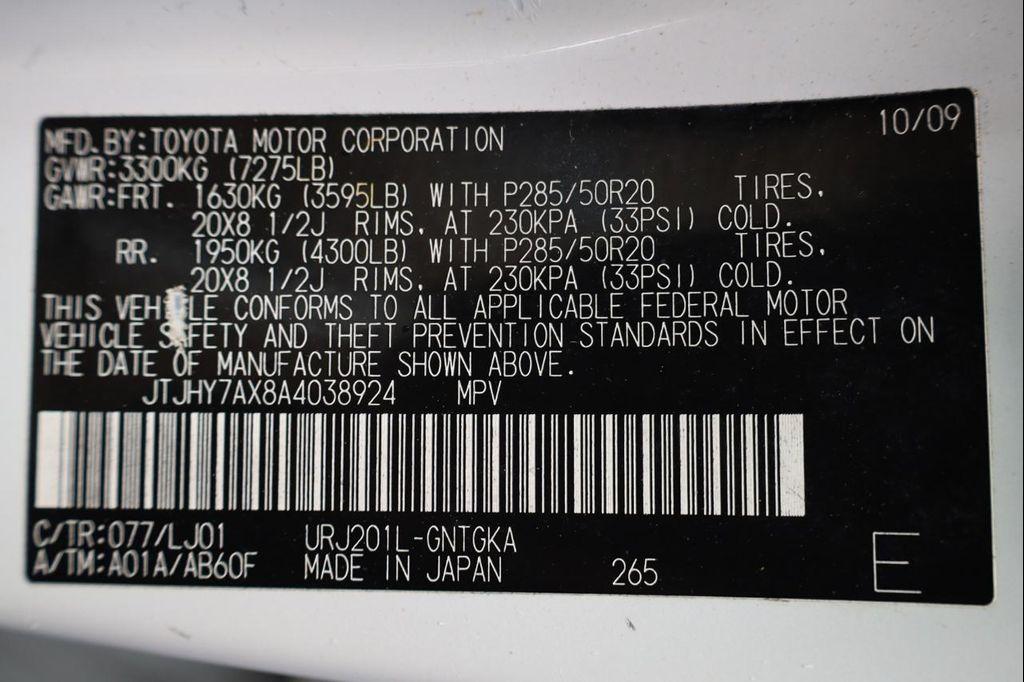 10/09
MFD.BY:TOYOTA MOTOR CORPORATION
GVWR:3300KG (7275LB)
GAWR:FRT. 1630KG (3595LB) WITH P285/50R20 TIRES,
20X8 1/2J RIMS, AT 230KPA (33PSI) COLD.
RR. 1950KG (4300LB) WITH P285/50R20 TIRES,
20X8 1/2J RIMS, AT 230KPA (33PSI) COLD.
THIS VEHICLE CONFORMS TO ALL APPLICABLE FEDERAL MOTOR
VEHICLE SAFETY AND THEFT PREVENTION STANDARDS IN EFFECT ON
THE DATE OF MANUFACTURE SHOWN ABOVE.
JTJHY7AX8A4038924 MPV
C/TR:077/LJ01 URJ201L-GNTGKA
A/TM:A01A/AB60F MADE IN JAPAN 265 E